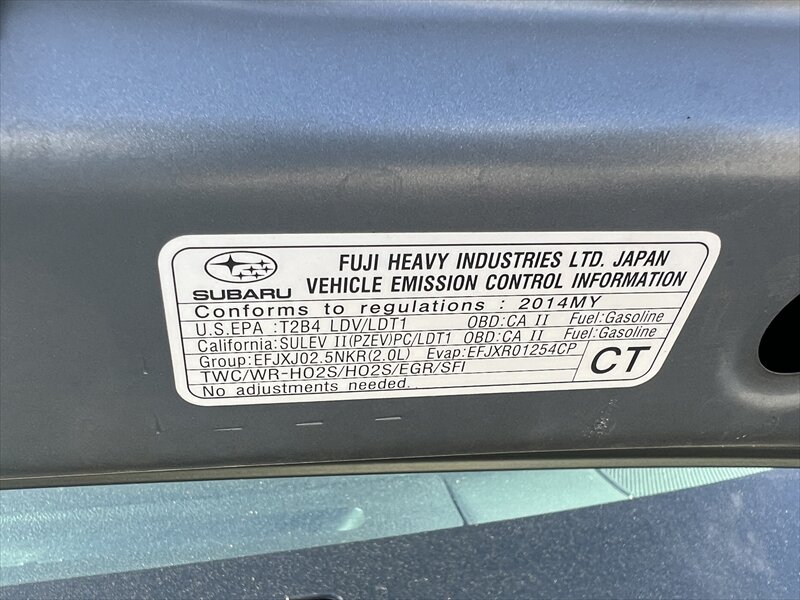 SUBARU
FUJI HEAVY INDUSTRIES LTD. JAPAN
VEHICLE EMISSION CONTROL INFORMATION
Conforms to regulations : 2014MY
U.S.EPA :T2B4 LDV/LDT1 OBD:CA II Fuel:Gasoline
California:SULEV II(PZEV)PC/LDT1 OBD:CA II Fuel:Gasoline
Group:EFJXJ02.5NKR(2.0L) Evap:EFJXR01254CP
TWC/WR-HO2S/HO2S/EGR/SFI
No adjustments needed.
CT